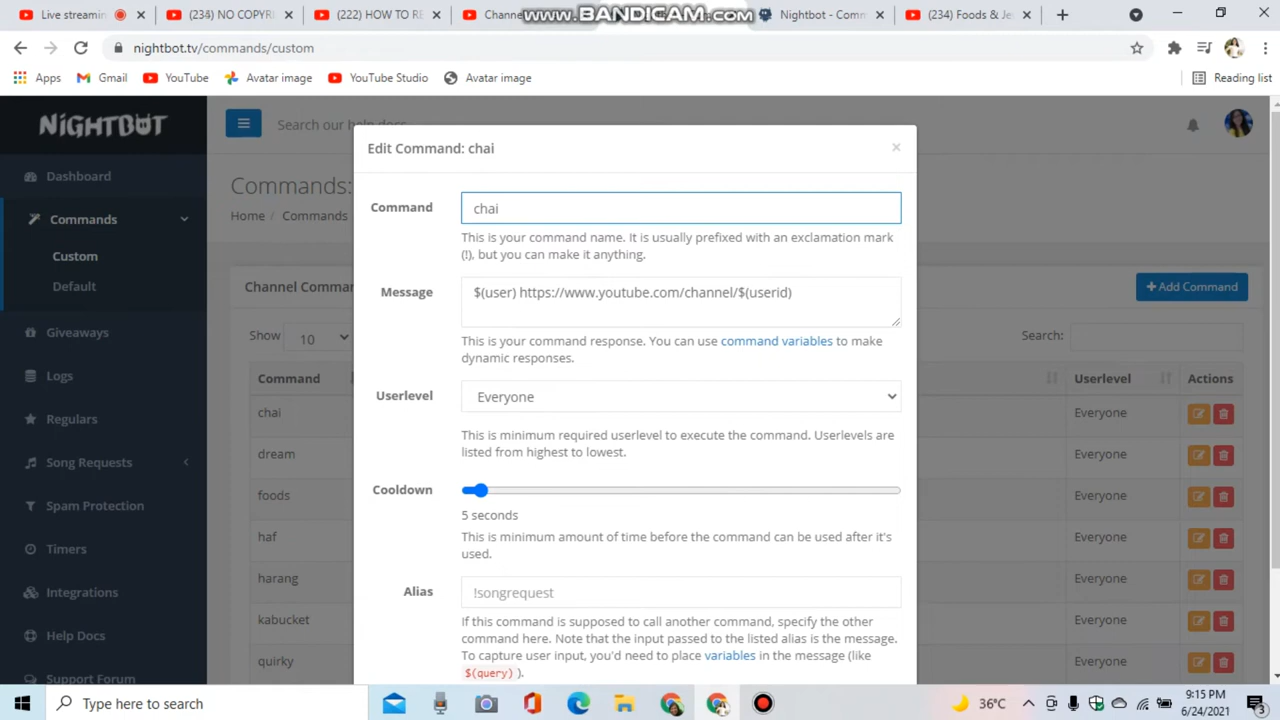 Live streamin
(234) NO COPYRI
(222) HOW TO RE
Channel
www.BANDICAM.com
Nightbot - Comm
(234) Foods & Je
nightbot.tv/commands/custom
Apps
Gmail
YouTube
Avatar image
YouTube Studio
Avatar image
Reading list
NIGHTBOT
Search our help docs
Dashboard
Commands
Custom
Default
Giveaways
Logs
Regulars
Song Requests
Spam Protection
Timers
Integrations
Help Docs
Support Forum
Commands:
Home / Commands
Channel Comman
+ Add Command
Show 10
Search:
Command
Userlevel
Actions
chai
Everyone
dream
Everyone
foods
Everyone
haf
Everyone
harang
Everyone
kabucket
Everyone
quirky
Everyone
Edit Command: chai
×
Command
chai
This is your command name. It is usually prefixed with an exclamation mark
(!), but you can make it anything.
Message
$(user) https://www.youtube.com/channel/$(userid)
This is your command response. You can use command variables to make
dynamic responses.
Userlevel
Everyone
This is minimum required userlevel to execute the command. Userlevels are
listed from highest to lowest.
Cooldown
5 seconds
This is minimum amount of time before the command can be used after it's
used.
Alias
!songrequest
If this command is supposed to call another command, specify the other
command here. Note that the input passed to the listed alias is the message.
To capture user input, you'd need to place variables in the message (like
$(query) ).
Type here to search
36°C
9:15 PM
6/24/2021
3